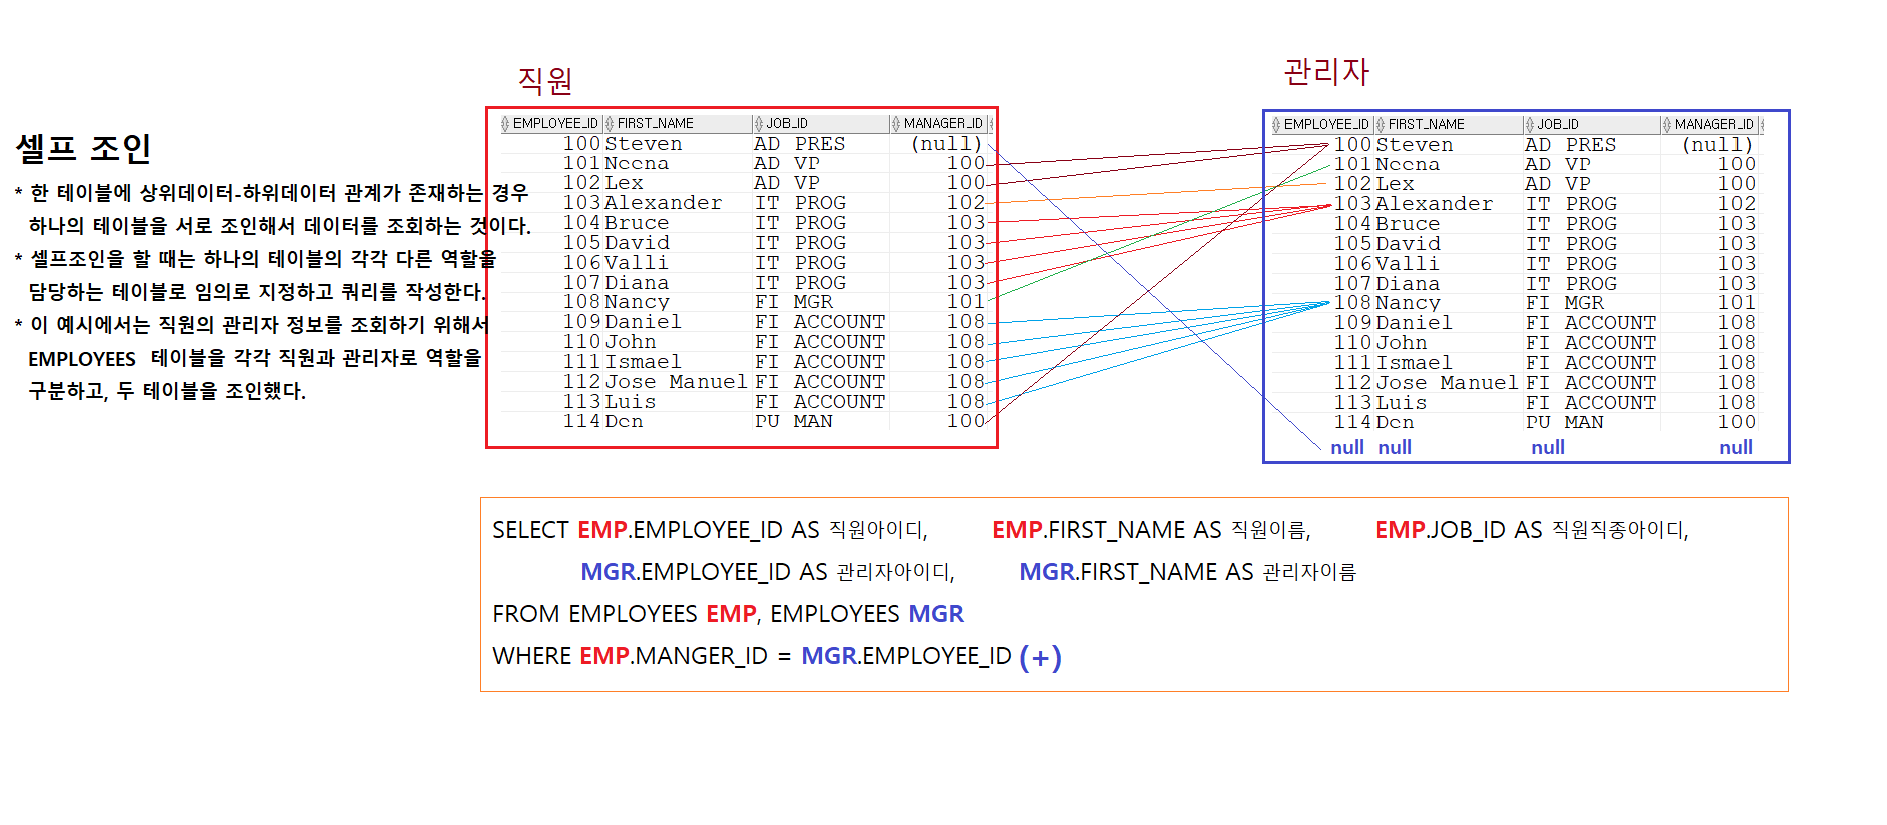 직원
관리자
셀프 조인
* 한 테이블에 상위데이터-하위데이터 관계가 존재하는 경우
하나의 테이블을 서로 조인해서 데이터를 조회하는 것이다.
* 셀프조인을 할 때는 하나의 테이블의 각각 다른 역할을
담당하는 테이블로 임의로 지정하고 쿼리를 작성한다.
* 이 예시에서는 직원의 관리자 정보를 조회하기 위해서
EMPLOYEES 테이블을 각각 직원과 관리자로 역할을
구분하고, 두 테이블을 조인했다.
EMPLOYEE_ID FIRST_NAME JOB_ID MANAGER_ID
100 Steven AD PRES (null)
101 Neena AD VP 100
102 Lex AD VP 100
103 Alexander IT PROG 102
104 Bruce IT PROG 103
105 David IT PROG 103
106 Valli IT PROG 103
107 Diana IT PROG 103
108 Nancy FI MGR 101
109 Daniel FI ACCOUNT 108
110 John FI ACCOUNT 108
111 Ismael FI ACCOUNT 108
112 Jose Manuel FI ACCOUNT 108
113 Luis FI ACCOUNT 108
114 Den PU MAN 100
EMPLOYEE_ID FIRST_NAME JOB_ID MANAGER_ID
100 Steven AD PRES (null)
101 Neena AD VP 100
102 Lex AD VP 100
103 Alexander IT PROG 102
104 Bruce IT PROG 103
105 David IT PROG 103
106 Valli IT PROG 103
107 Diana IT PROG 103
108 Nancy FI MGR 101
109 Daniel FI ACCOUNT 108
110 John FI ACCOUNT 108
111 Ismael FI ACCOUNT 108
112 Jose Manuel FI ACCOUNT 108
113 Luis FI ACCOUNT 108
114 Den PU MAN 100
null null null null
SELECT EMP.EMPLOYEE_ID AS 직원아이디, EMP.FIRST_NAME AS 직원이름, EMP.JOB_ID AS 직원직종아이디,
MGR.EMPLOYEE_ID AS 관리자아이디, MGR.FIRST_NAME AS 관리자이름
FROM EMPLOYEES EMP, EMPLOYEES MGR
WHERE EMP.MANGER_ID = MGR.EMPLOYEE_ID (+)